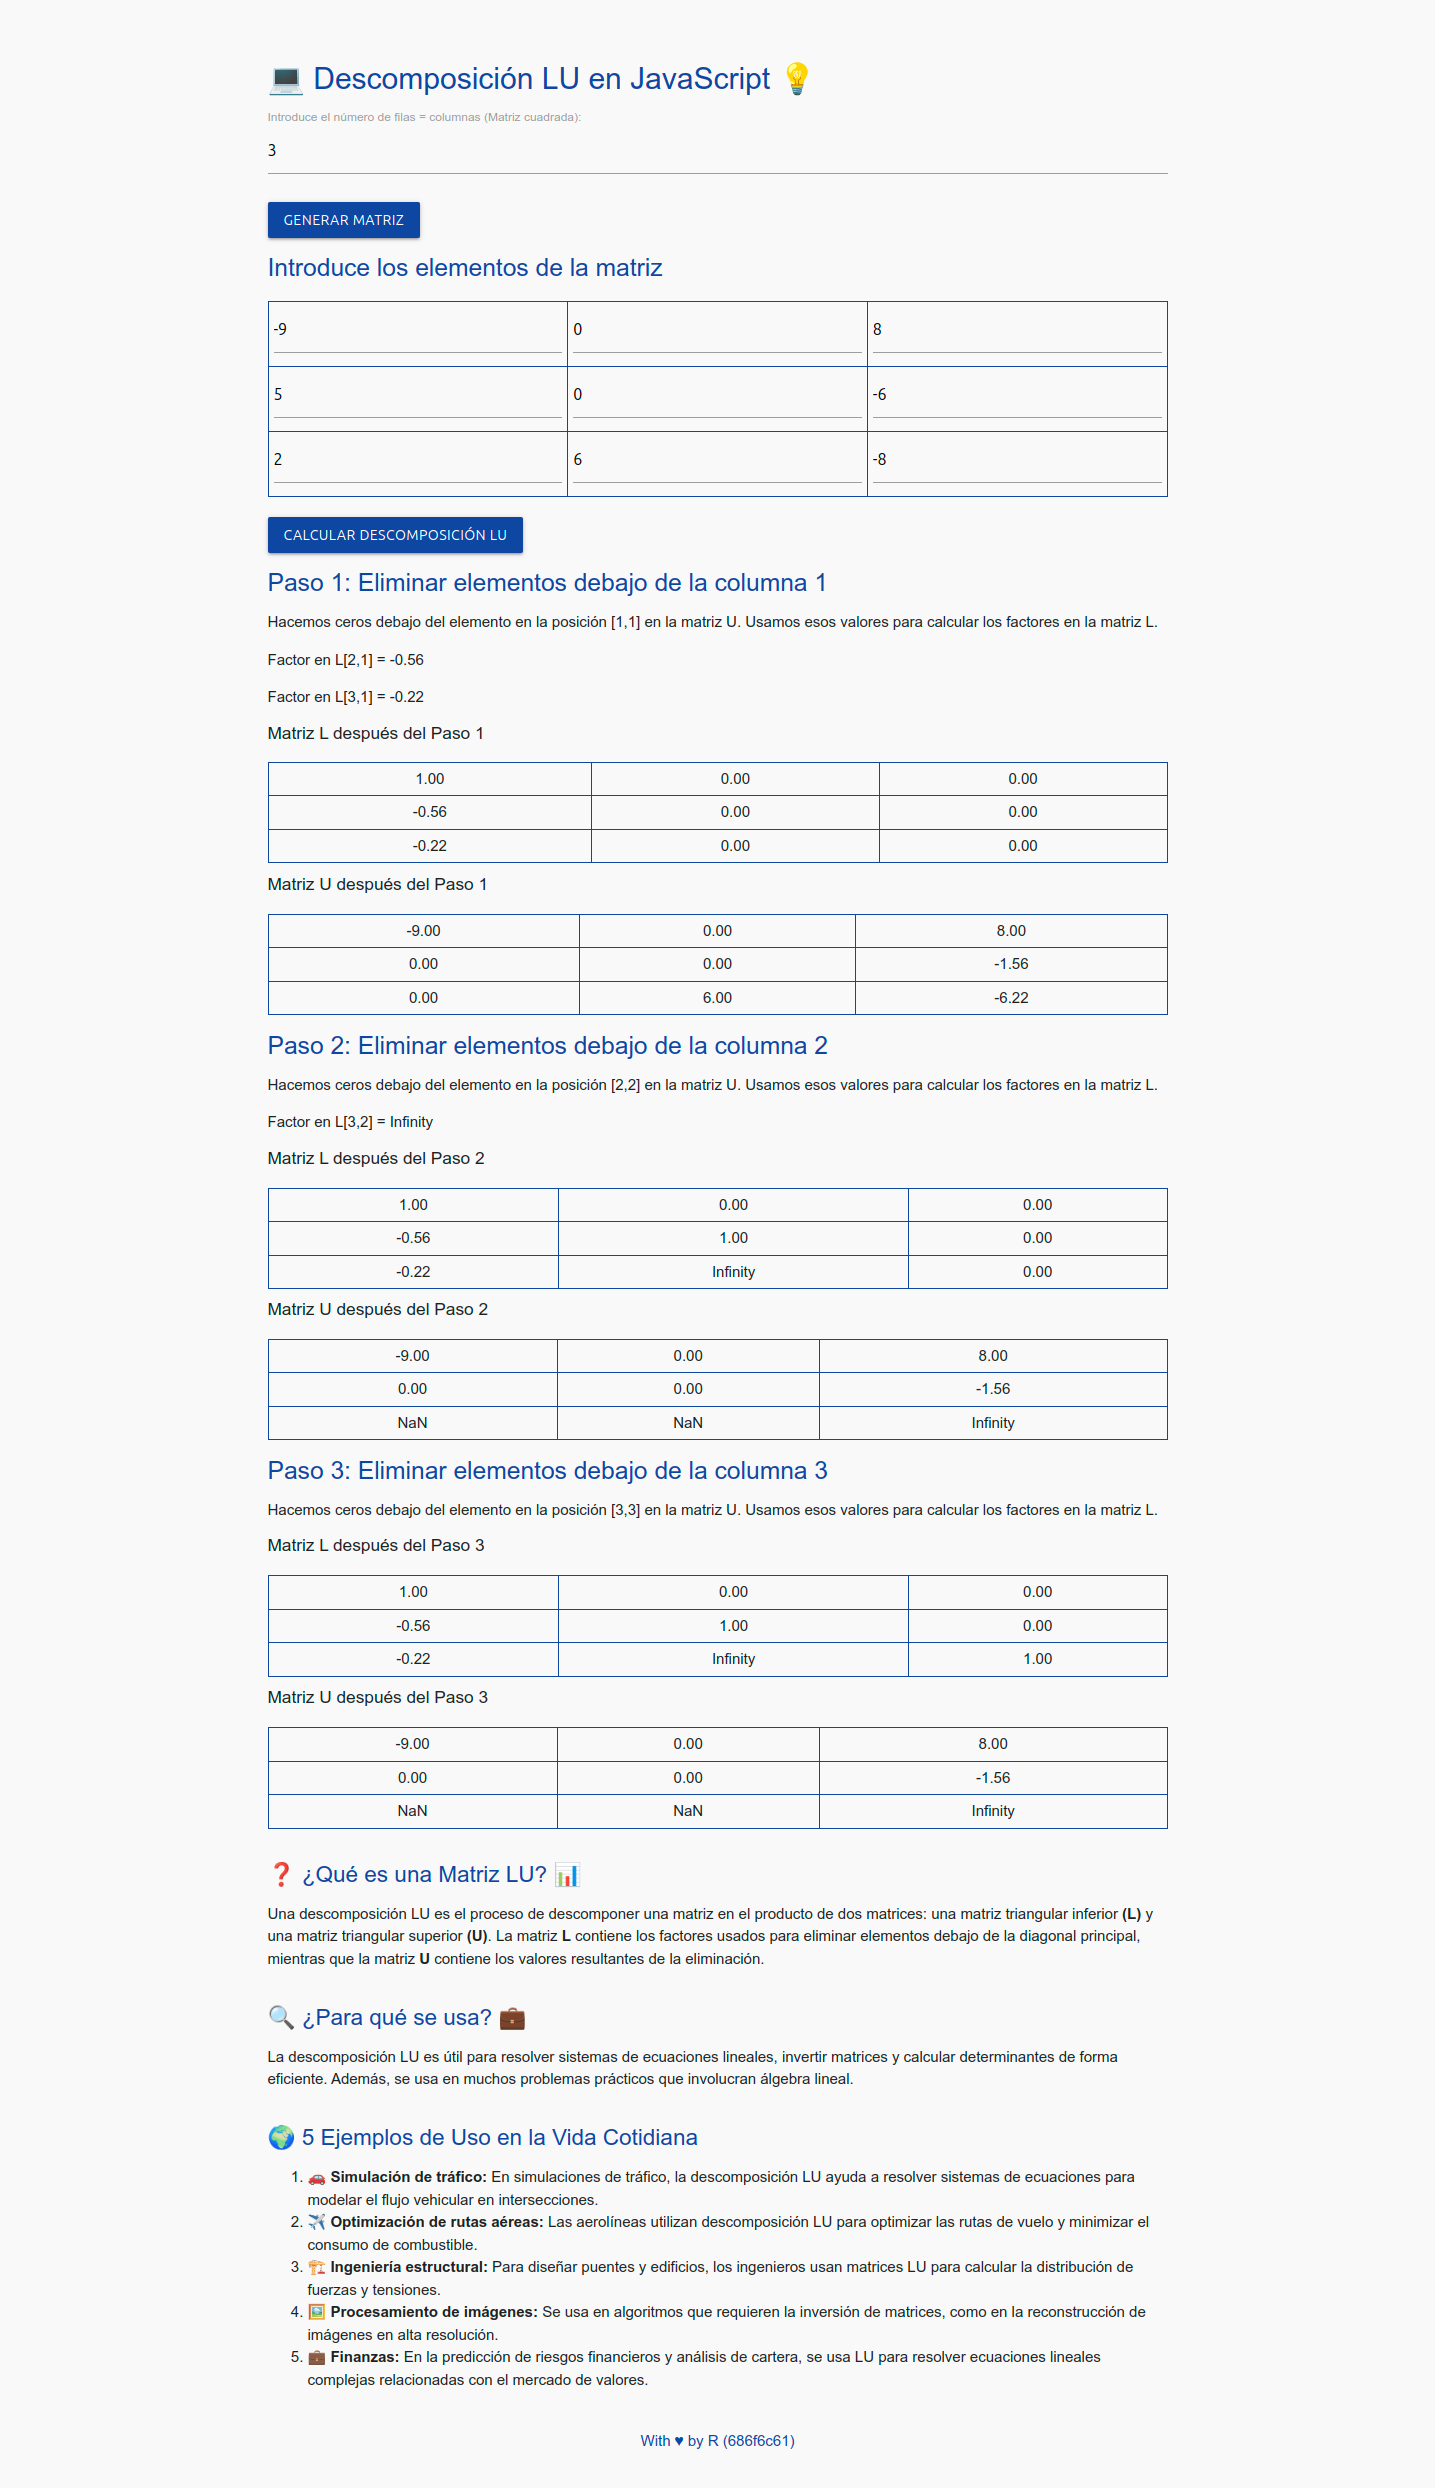 💻 Descomposición LU en JavaScript 💡
Introduce el número de filas = columnas (Matriz cuadrada):
3
GENERAR MATRIZ
Introduce los elementos de la matriz
-9 0 8
5 0 -6
2 6 -8
CALCULAR DESCOMPOSICIÓN LU
Paso 1: Eliminar elementos debajo de la columna 1
Hacemos ceros debajo del elemento en la posición [1,1] en la matriz U. Usamos esos valores para calcular los factores en la matriz L.
Factor en L[2,1] = -0.56
Factor en L[3,1] = -0.22
Matriz L después del Paso 1
1.00 0.00 0.00
-0.56 0.00 0.00
-0.22 0.00 0.00
Matriz U después del Paso 1
-9.00 0.00 8.00
0.00 0.00 -1.56
0.00 6.00 -6.22
Paso 2: Eliminar elementos debajo de la columna 2
Hacemos ceros debajo del elemento en la posición [2,2] en la matriz U. Usamos esos valores para calcular los factores en la matriz L.
Factor en L[3,2] = Infinity
Matriz L después del Paso 2
1.00 0.00 0.00
-0.56 1.00 0.00
-0.22 Infinity 0.00
Matriz U después del Paso 2
-9.00 0.00 8.00
0.00 0.00 -1.56
NaN NaN Infinity
Paso 3: Eliminar elementos debajo de la columna 3
Hacemos ceros debajo del elemento en la posición [3,3] en la matriz U. Usamos esos valores para calcular los factores en la matriz L.
Matriz L después del Paso 3
1.00 0.00 0.00
-0.56 1.00 0.00
-0.22 Infinity 1.00
Matriz U después del Paso 3
-9.00 0.00 8.00
0.00 0.00 -1.56
NaN NaN Infinity
❓ ¿Qué es una Matriz LU? 📊
Una descomposición LU es el proceso de descomponer una matriz en el producto de dos matrices: una matriz triangular inferior (L) y
una matriz triangular superior (U). La matriz L contiene los factores usados para eliminar elementos debajo de la diagonal principal,
mientras que la matriz U contiene los valores resultantes de la eliminación.
🔍 ¿Para qué se usa? 💼
La descomposición LU es útil para resolver sistemas de ecuaciones lineales, invertir matrices y calcular determinantes de forma
eficiente. Además, se usa en muchos problemas prácticos que involucran álgebra lineal.
🌍 5 Ejemplos de Uso en la Vida Cotidiana
1. 🚗 Simulación de tráfico: En simulaciones de tráfico, la descomposición LU ayuda a resolver sistemas de ecuaciones para
modelar el flujo vehicular en intersecciones.
2. ✈️ Optimización de rutas aéreas: Las aerolíneas utilizan descomposición LU para optimizar las rutas de vuelo y minimizar el
consumo de combustible.
3. 🏗️ Ingeniería estructural: Para diseñar puentes y edificios, los ingenieros usan matrices LU para calcular la distribución de
fuerzas y tensiones.
4. 🖼️ Procesamiento de imágenes: Se usa en algoritmos que requieren la inversión de matrices, como en la reconstrucción de
imágenes en alta resolución.
5. 💼 Finanzas: En la predicción de riesgos financieros y análisis de cartera, se usa LU para resolver ecuaciones lineales
complejas relacionadas con el mercado de valores.
With ♥ by R (686f6c61)